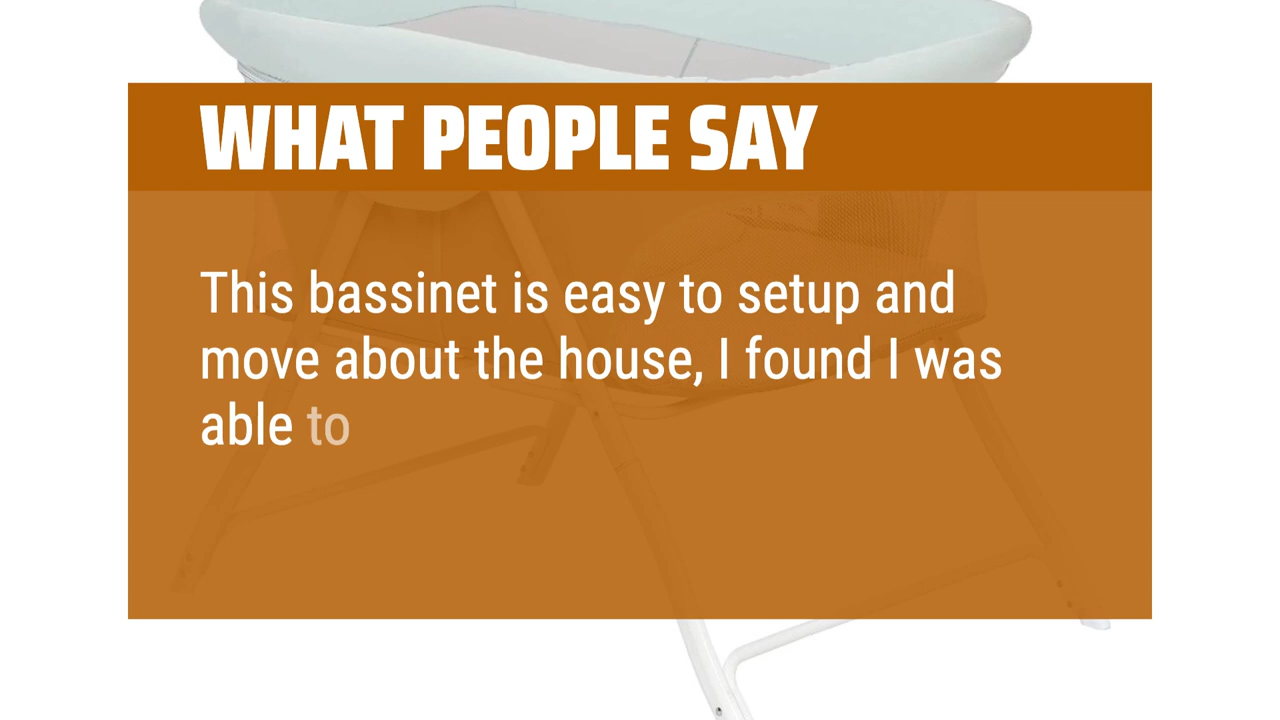 WHAT PEOPLE SAY
This bassinet is easy to setup and
move about the house, I found I was
able to